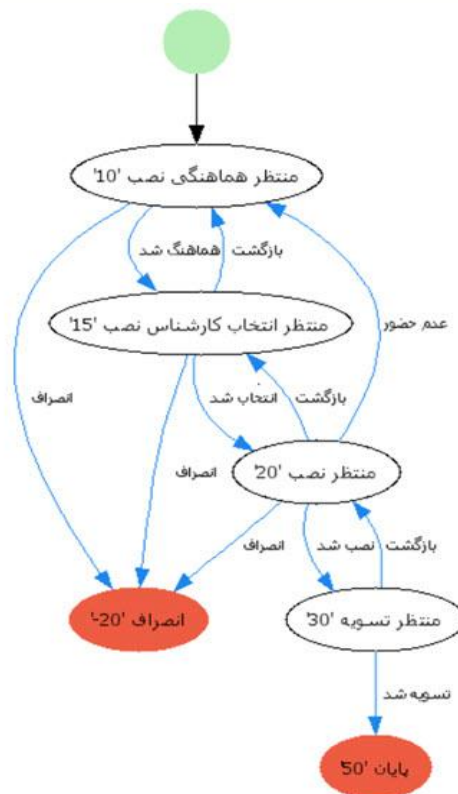 منتظر هماهنگی نصب '10'
هماهنگ شد
بازگشت
منتظر انتخاب کارشناس نصب '15'
عدم حضور
انصراف
انتخاب شد
بازگشت
انصراف
منتظر نصب '20'
انصراف
نصب شد
بازگشت
انصراف '20-'
منتظر تسویه '30'
تسویه شد
پایان '50'